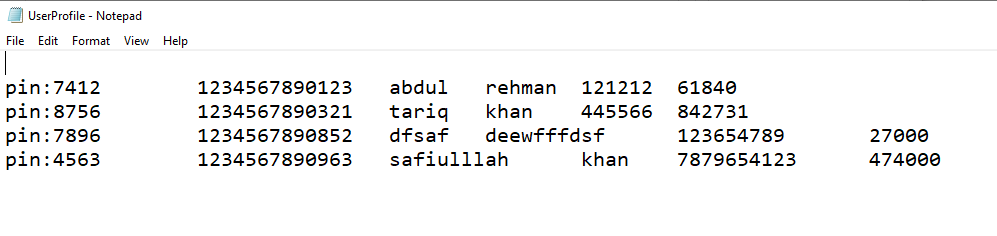 UserProfile - Notepad
File Edit Format View Help
pin:7412 1234567890123 abdul rehman 121212 61840
pin:8756 1234567890321 tariq khan 445566 842731
pin:7896 1234567890852 dfsaf deewfffdsf 123654789 27000
pin:4563 1234567890963 safiulllah khan 7879654123 474000